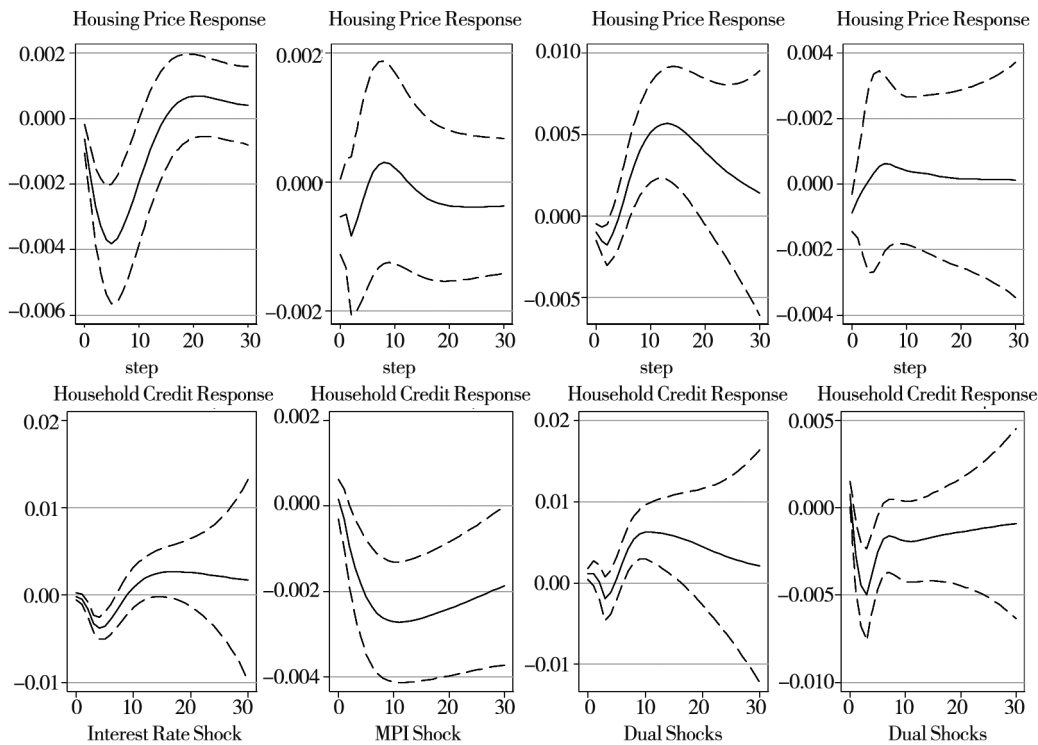 Housing Price Response Housing Price Response Housing Price Response Housing Price Response
0.002
0.000
−0.002
−0.004
−0.006
0 10 20 30
step
0.002
0.000
−0.002
0 10 20 30
step
0.010
0.005
0.000
−0.005
0 10 20 30
step
0.004
−0.002
0.000
−0.002
−0.004
0 10 20 30
step
Household Credit Response Household Credit Response Household Credit Response Household Credit Response
0.02
0.01
0.00
−0.01
0 10 20 30
Interest Rate Shock
0.002
0.000
−0.002
−0.004
0 10 20 30
MPI Shock
0.02
0.01
0.00
−0.01
0 10 20 30
Dual Shocks
0.005
0.000
−0.005
−0.010
0 10 20 30
Dual Shocks